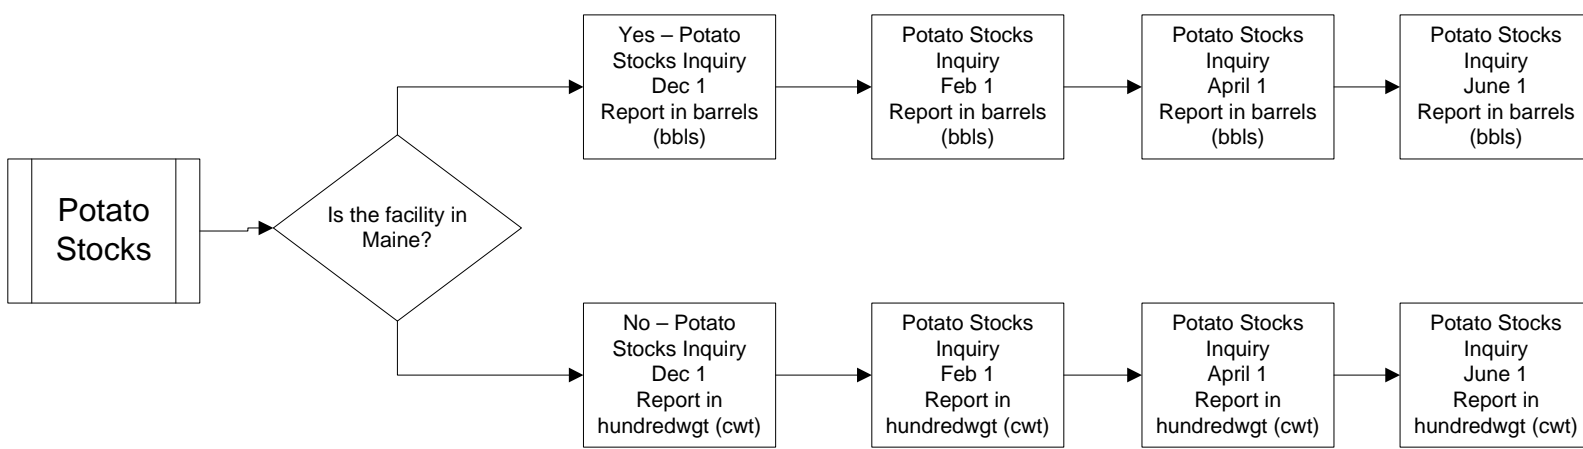 Potato
Stocks
Is the facility in
Maine?
Yes – Potato
Stocks Inquiry
Dec 1
Report in barrels
(bbls)
Potato Stocks
Inquiry
Feb 1
Report in barrels
(bbls)
Potato Stocks
Inquiry
April 1
Report in barrels
(bbls)
Potato Stocks
Inquiry
June 1
Report in barrels
(bbls)
No – Potato
Stocks Inquiry
Dec 1
Report in
hundredwgt (cwt)
Potato Stocks
Inquiry
Feb 1
Report in
hundredwgt (cwt)
Potato Stocks
Inquiry
April 1
Report in
hundredwgt (cwt)
Potato Stocks
Inquiry
June 1
Report in
hundredwgt (cwt)